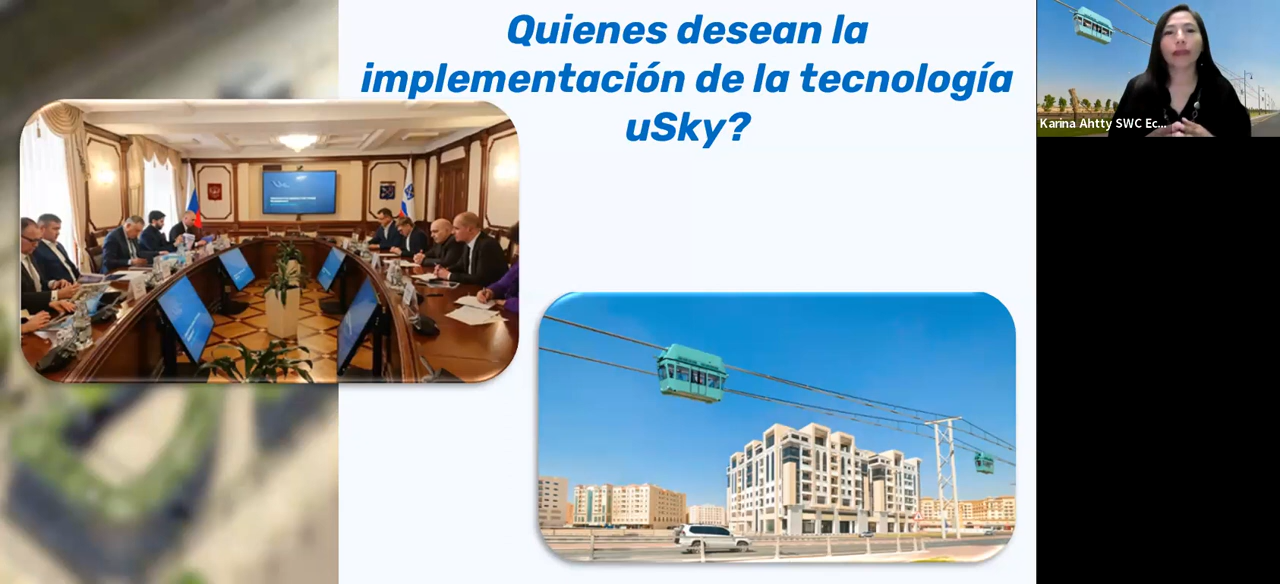 Quienes desean la
implementación de la tecnología
uSky?
Karina Ahtty SWC Ec...